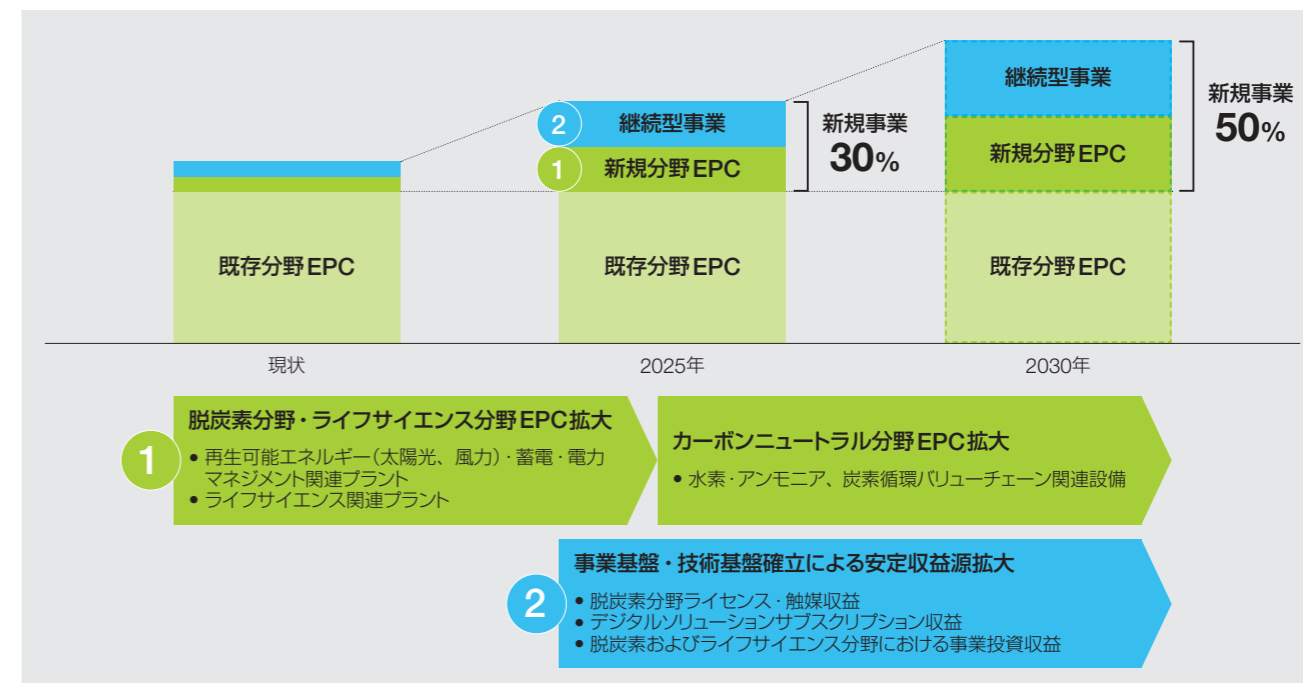 継続型事業
新規分野EPC
既存分野EPC
新規事業
50%
2 継続型事業
1 新規分野EPC
既存分野EPC
新規事業
30%
既存分野EPC
現状
2025年
2030年
1
脱炭素分野・ライフサイエンス分野EPC拡大
• 再生可能エネルギー(太陽光、風力)・蓄電・電力
マネジメント関連プラント
• ライフサイエンス関連プラント
カーボンニュートラル分野EPC拡大
• 水素・アンモニア、炭素循環バリューチェーン関連設備
2
事業基盤・技術基盤確立による安定収益源拡大
• 脱炭素分野ライセンス・触媒収益
• デジタルソリューションサブスクリプション収益
• 脱炭素およびライフサイエンス分野における事業投資収益